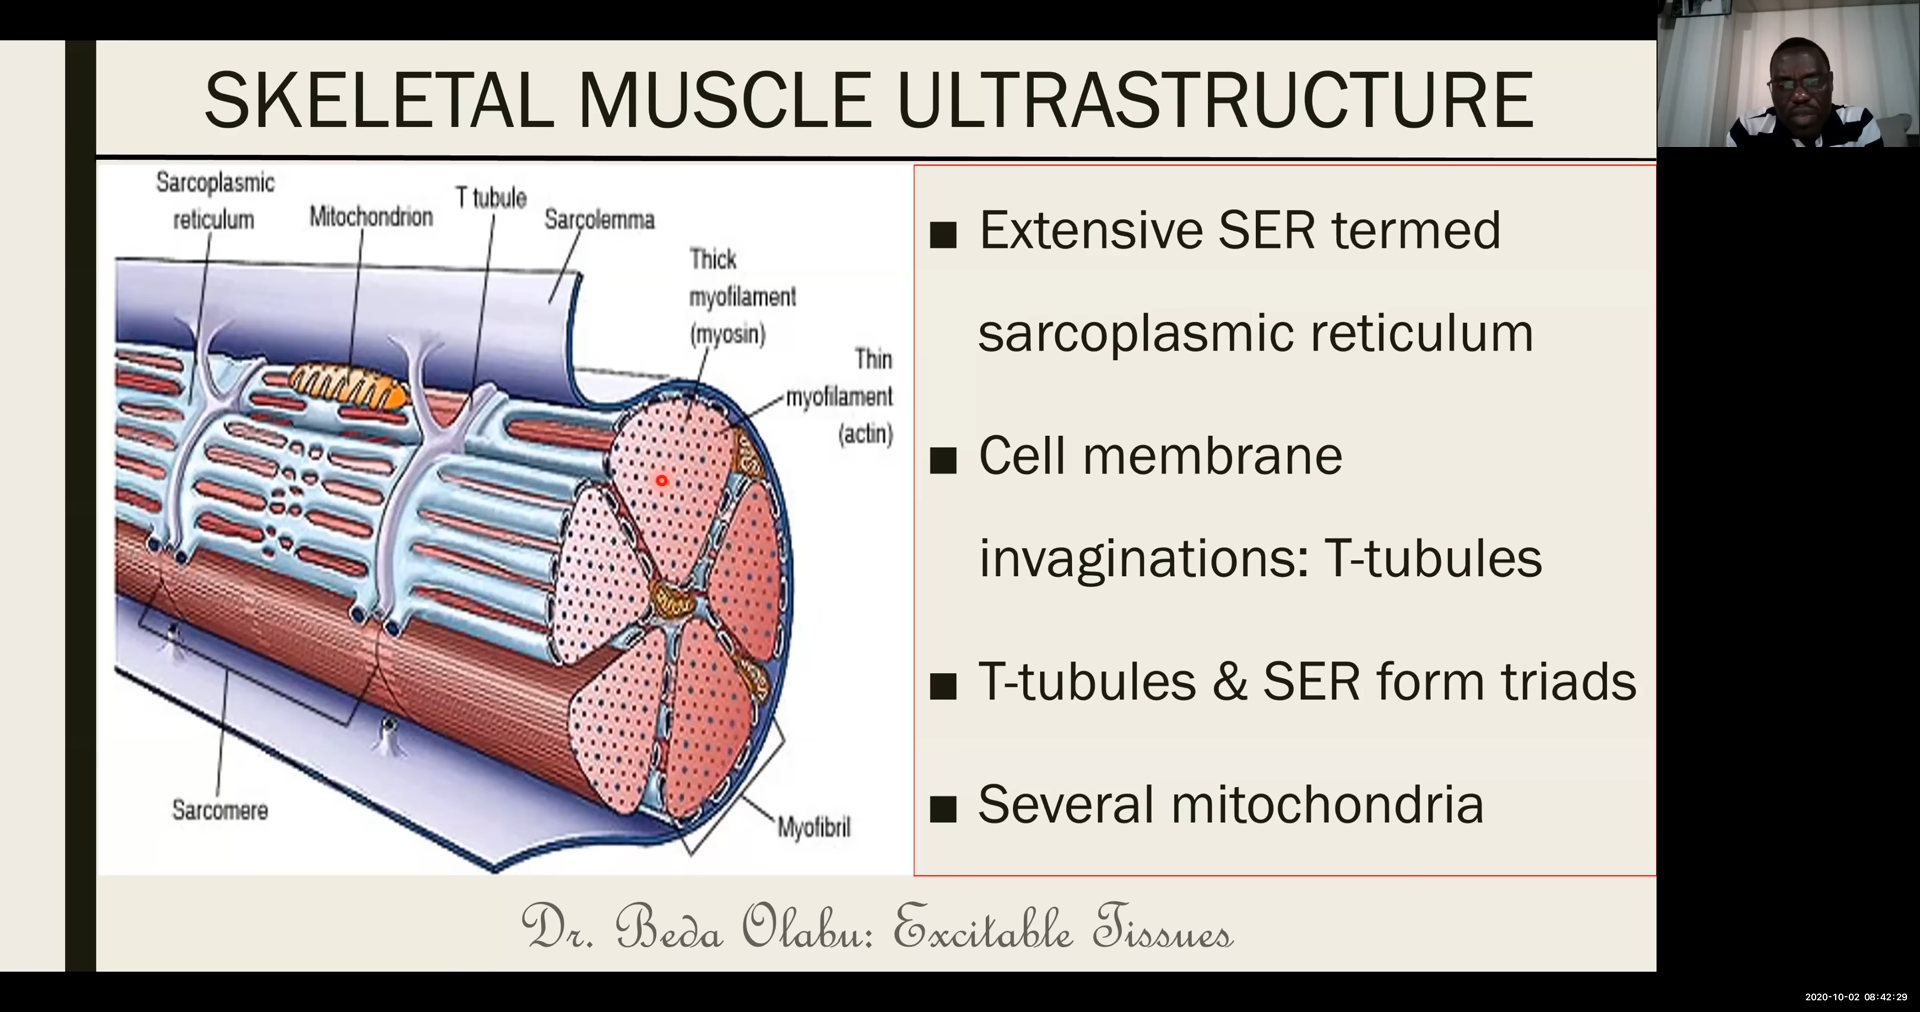 SKELETAL MUSCLE ULTRASTRUCTURE
Sarcoplasmic
reticulum
Mitochondrion
T tubule
Sarcolemma
Thick
myofilament
(myosin)
Thin
myofilament
(actin)
Sarcomere
Myofibril
■ Extensive SER termed
sarcoplasmic reticulum
■ Cell membrane
invaginations: T-tubules
■ T-tubules & SER form triads
■ Several mitochondria
Dr. Beda Olabu: Excitable Tissues
2020-10-02 08:42:29